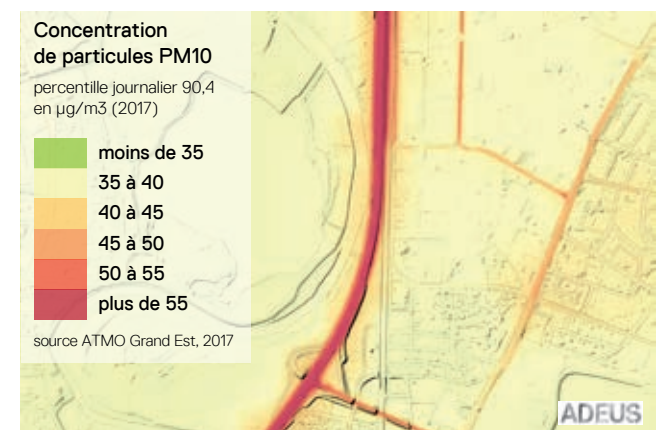 Concentration
de particules PM10
percentille journalier 90,4
en µg/m3 (2017)
moins de 35
35 à 40
40 à 45
45 à 50
50 à 55
plus de 55
source ATMO Grand Est, 2017
ADEUS